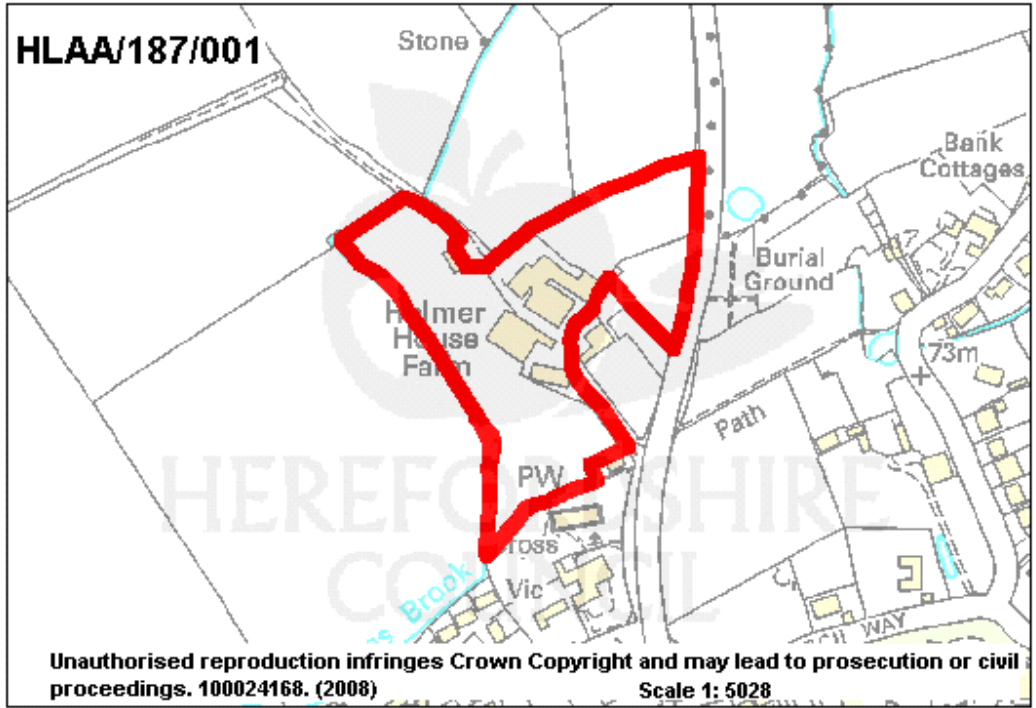 HLAA/187/001
Stone
Bank
Cottages
Burial
Ground
Holmer
House
Farm
73m
Path
PW
HEREFORDSHIRE
COUNCIL
Brook
Vic
WAY
Unauthorised reproduction infringes Crown Copyright and may lead to prosecution or civil
proceedings. 100024168. (2008) Scale 1: 5028